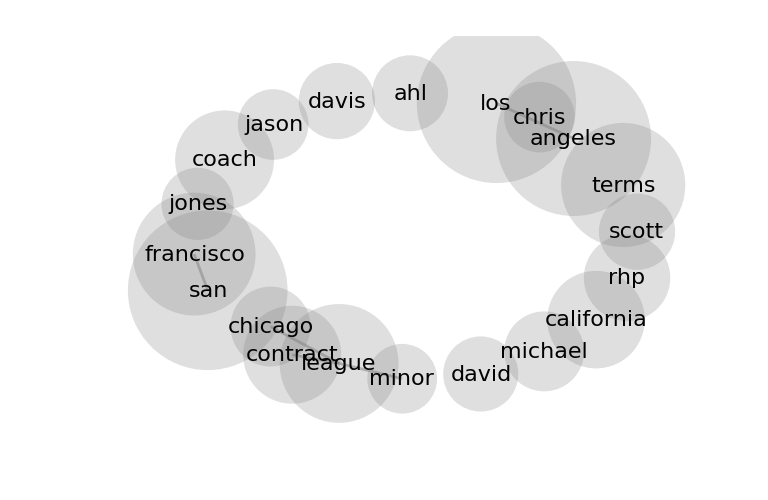 ahl
davis
los
chris
jason
angeles
coach
terms
jones
scott
francisco
rhp
san
california
chicago
michael
contract
league
david
minor